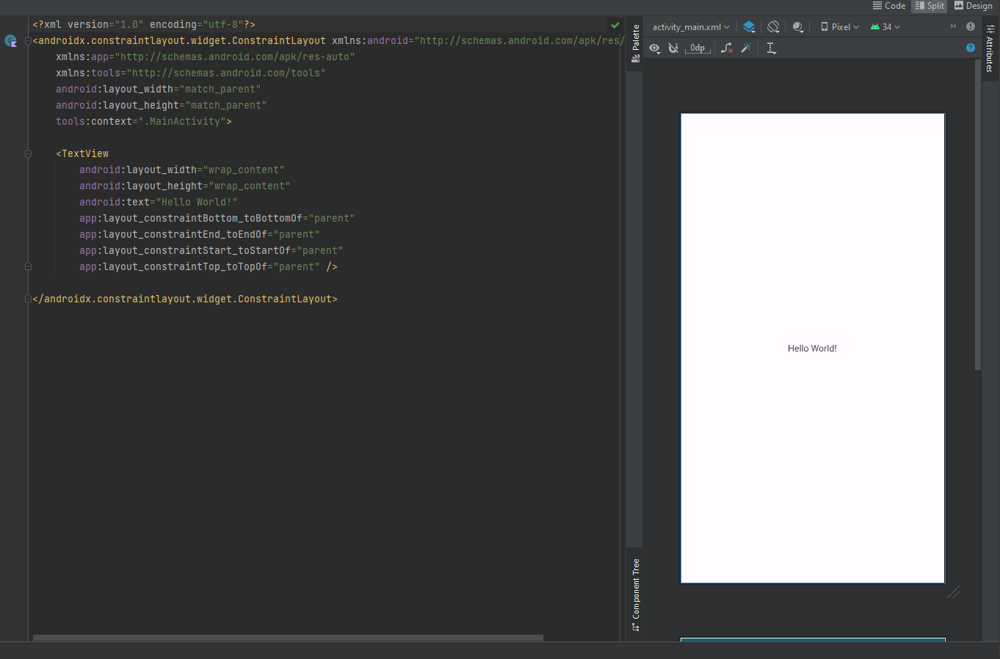 Code Split Design
<?xml version="1.0" encoding="utf-8"?>
<androidx.constraintlayout.widget.ConstraintLayout xmlns:android="http://schemas.android.com/apk/res/
xmlns:app="http://schemas.android.com/apk/res-auto"
xmlns:tools="http://schemas.android.com/tools"
android:layout_width="match_parent"
android:layout_height="match_parent"
tools:context=".MainActivity">
<TextView
android:layout_width="wrap_content"
android:layout_height="wrap_content"
android:text="Hello World!"
app:layout_constraintBottom_toBottomOf="parent"
app:layout_constraintEnd_toEndOf="parent"
app:layout_constraintStart_toStartOf="parent"
app:layout_constraintTop_toTopOf="parent" />
</androidx.constraintlayout.widget.ConstraintLayout>
Palette
Component Tree
activity_main.xml Pixel 34 »
0dp
Hello World!
Attributes